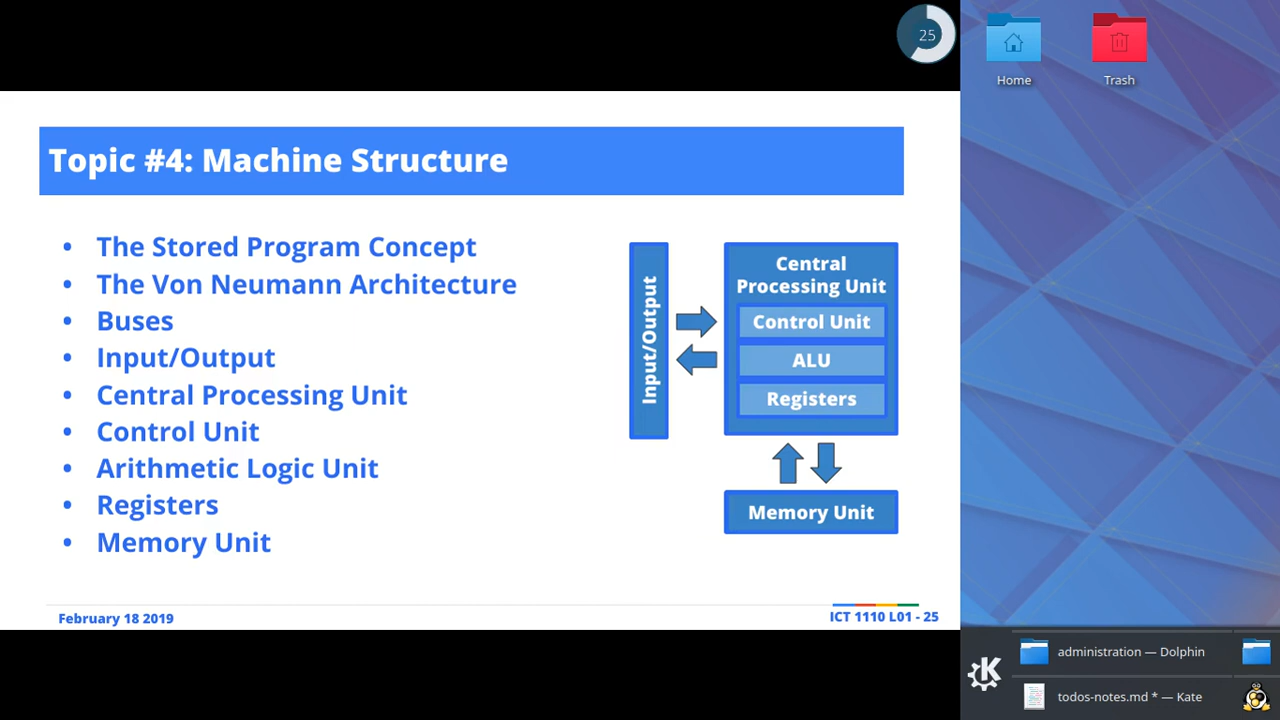 25
Home
Trash
Topic #4: Machine Structure
• The Stored Program Concept
• The Von Neumann Architecture
• Buses
• Input/Output
• Central Processing Unit
• Control Unit
• Arithmetic Logic Unit
• Registers
• Memory Unit
Input/Output
Central
Processing Unit
Control Unit
ALU
Registers
Memory Unit
February 18 2019
ICT 1110 L01 - 25
administration — Dolphin
todos-notes.md * — Kate